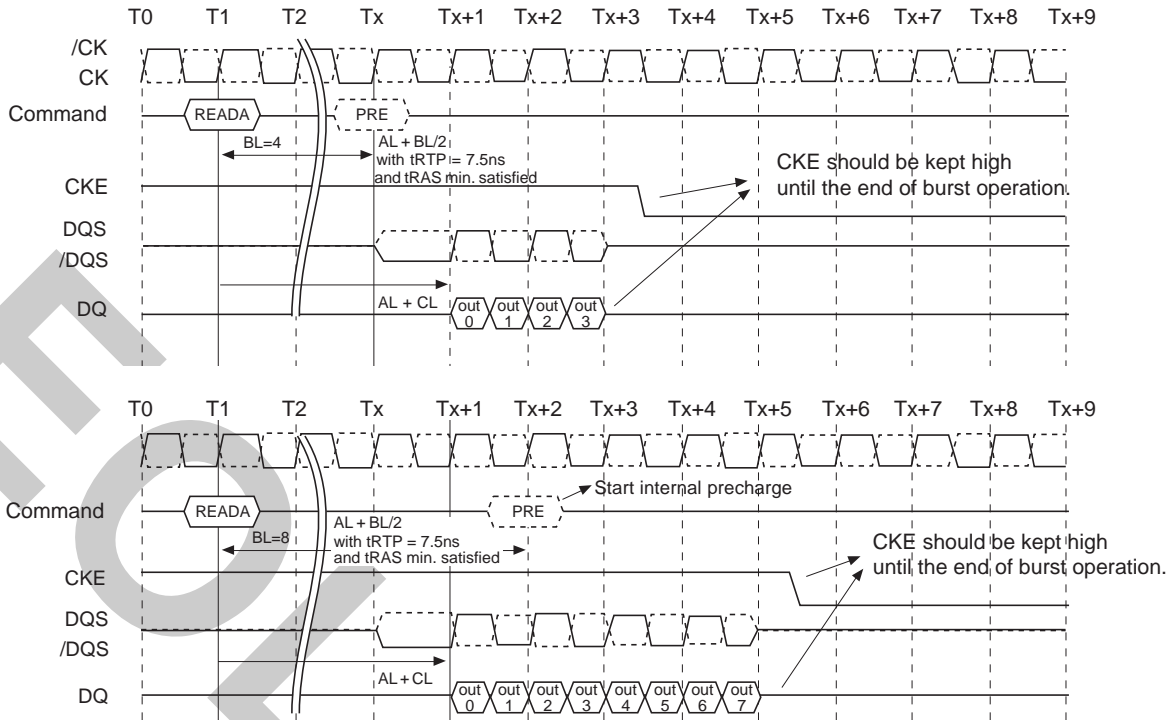 T0 T1 T2 Tx Tx+1 Tx+2 Tx+3 Tx+4 Tx+5 Tx+6 Tx+7 Tx+8 Tx+9
/CK
CK
Command READA PRE
BL=4 AL + BL/2
with tRTP = 7.5ns
and tRAS min. satisfied
CKE should be kept high
until the end of burst operation.
CKE
DQS
/DQS
AL + CL
DQ out 0 out 1 out 2 out 3
T0 T1 T2 Tx Tx+1 Tx+2 Tx+3 Tx+4 Tx+5 Tx+6 Tx+7 Tx+8 Tx+9
Start internal precharge
Command READA PRE
BL=8 AL + BL/2
with tRTP = 7.5ns
and tRAS min. satisfied
CKE should be kept high
until the end of burst operation.
CKE
DQS
/DQS
AL + CL
DQ out 0 out 1 out 2 out 3 out 4 out 5 out 6 out 7